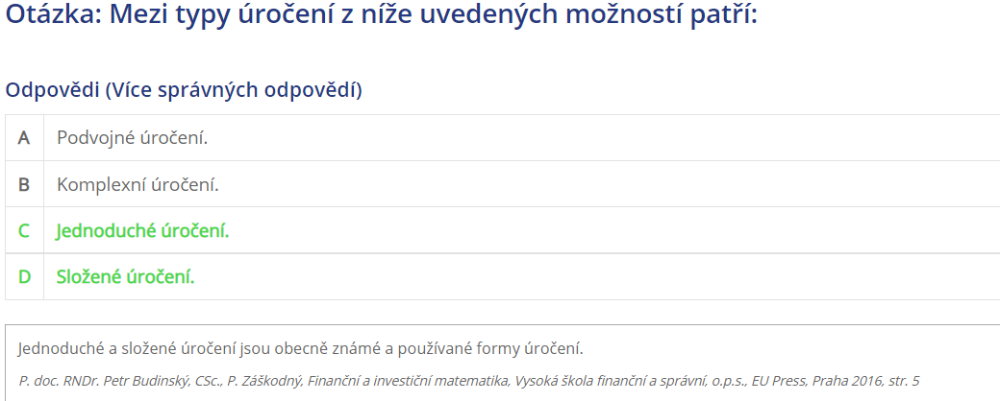 Otázka: Mezi typy úročení z níže uvedených možností patří:
Odpovědi (Více správných odpovědí)
A Podvojné úročení.
B Komplexní úročení.
C Jednoduché úročení.
D Složené úročení.
Jednoduché a složené úročení jsou obecně známé a používané formy úročení.
P. doc. RNDr. Petr Budinský, CSc., P. Záškodný, Finanční a investiční matematika, Vysoká škola finanční a správní, o.p.s., EU Press, Praha 2016, str. 5